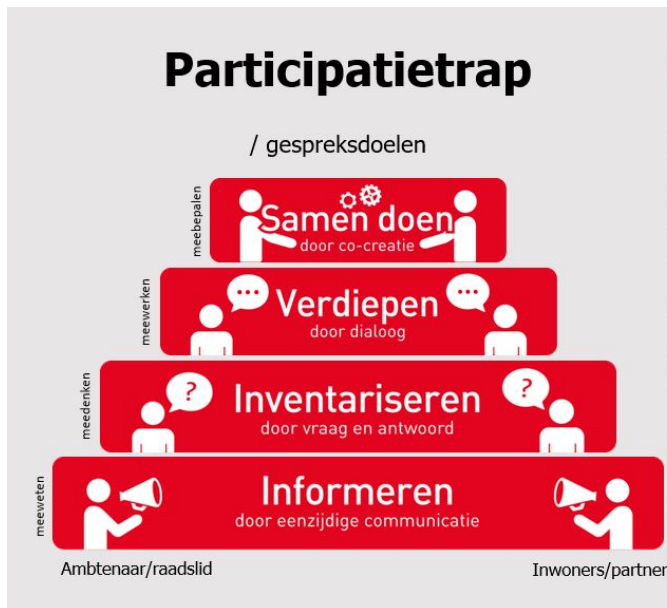 Participatietrap
/ gespreksdoelen
meebepalen
Samen doen
door co-creatie
meewerken
...
Verdiepen
...
door dialoog
meedenken
?
Inventariseren
?
door vraag en antwoord
meeweten
Informeren
door eenzijdige communicatie
Ambtenaar/raadslid
Inwoners/partner